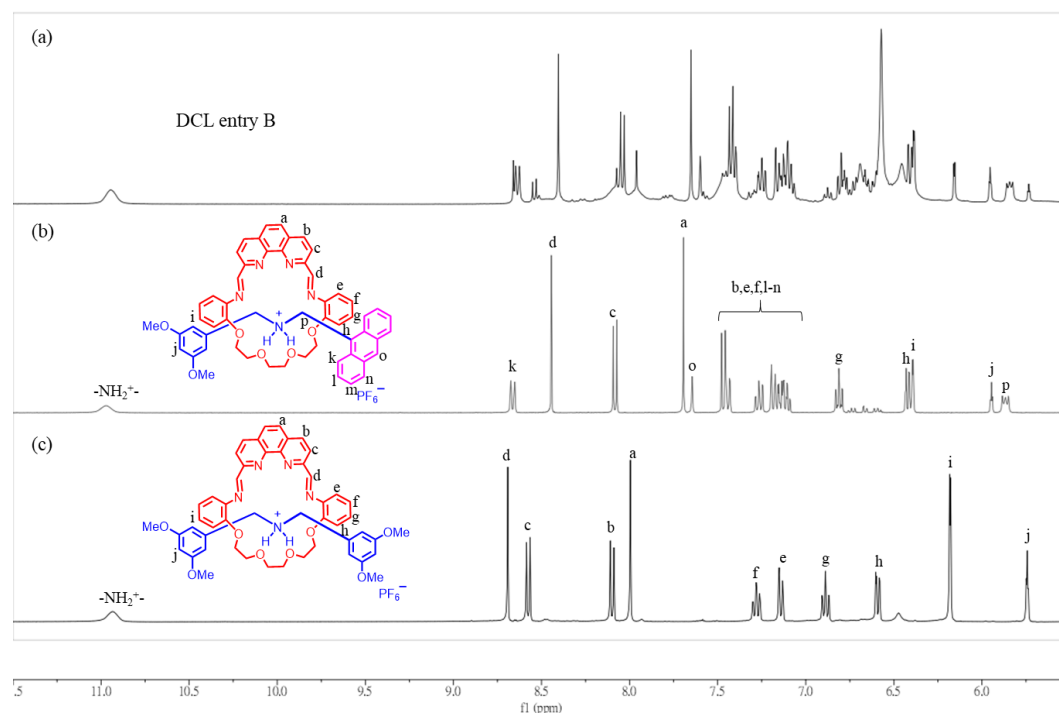 (a)
DCL entry B
(b)
a
b
c
d
e
f
g
h
i
j
k
l
m
n
o
p
N
N
N
N
MeO
OMe
N
+
H H
O
O
O
O
O
PF6−
-NH2+-
k
d
c
a
o
b,e,f,l-n
g
h
i
j
p
(c)
a
b
c
d
e
f
g
h
i
j
N
N
N
N
MeO
OMe
OMe
OMe
N
+
H H
O
O
O
O
O
PF6−
-NH2+-
d
c
b
a
f
e
g
h
i
j
.5 11.0 10.5 10.0 9.5 9.0 8.5 8.0 7.5 7.0 6.5 6.0
f1 (ppm)